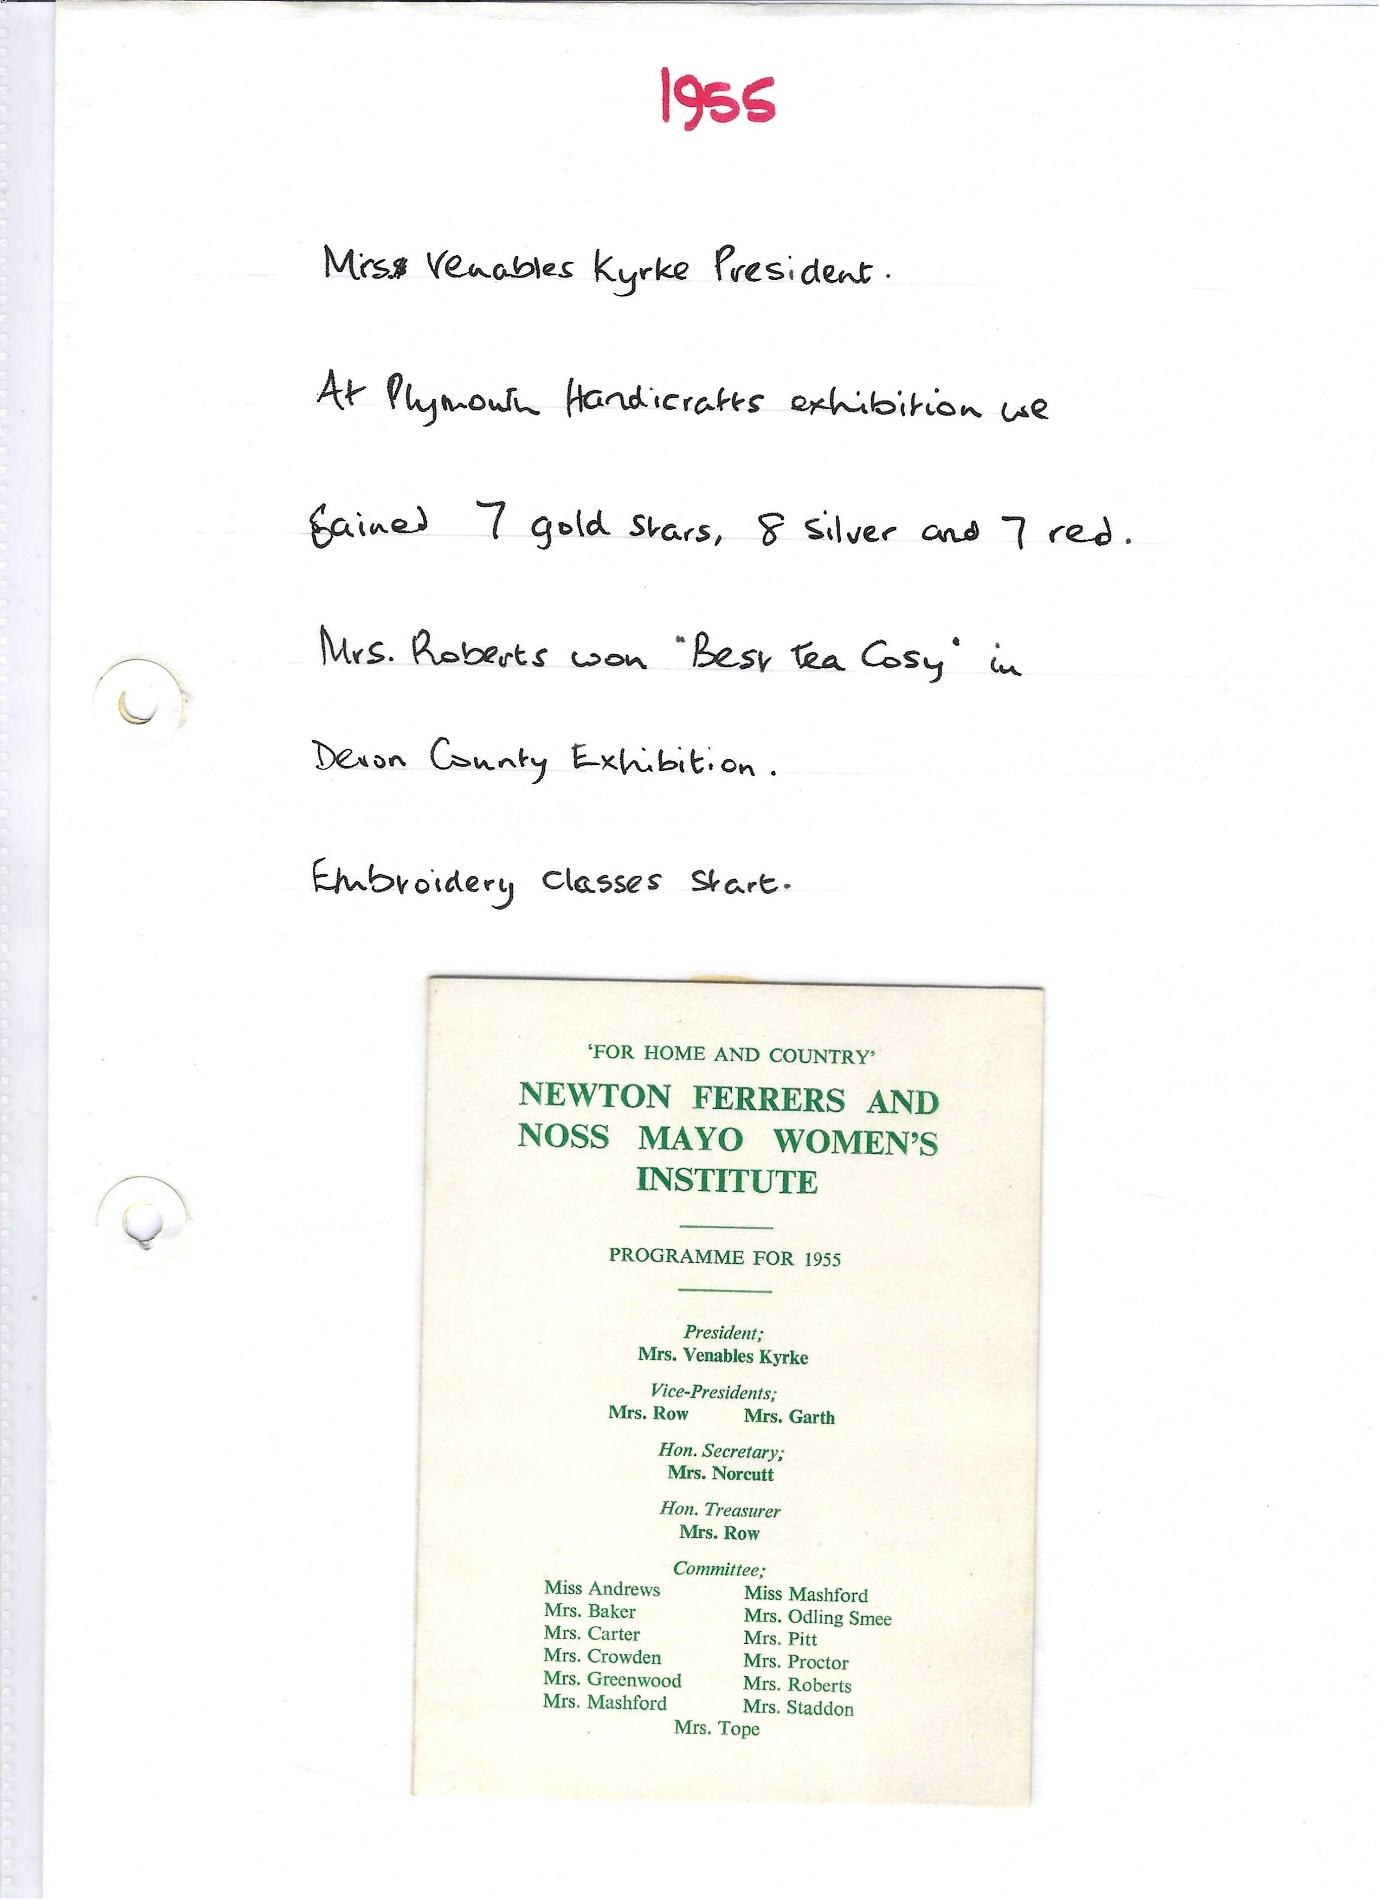 1955
Mrs. Venables Kyrke President.
At Plymouth Handicrafts exhibition we
gained 7 gold stars, 8 silver and 7 red.
Mrs. Roberts won "Best Tea Cosy" in
Devon County Exhibition.
Embroidery classes start.
‘FOR HOME AND COUNTRY’
NEWTON FERRERS AND
NOSS MAYO WOMEN’S
INSTITUTE
PROGRAMME FOR 1955
President;
Mrs. Venables Kyrke
Vice-Presidents;
Mrs. Row Mrs. Garth
Hon. Secretary;
Mrs. Norcutt
Hon. Treasurer
Mrs. Row
Committee;
Miss Andrews Miss Mashford
Mrs. Baker Mrs. Odling Smee
Mrs. Carter Mrs. Pitt
Mrs. Crowden Mrs. Proctor
Mrs. Greenwood Mrs. Roberts
Mrs. Mashford Mrs. Staddon
Mrs. Tope